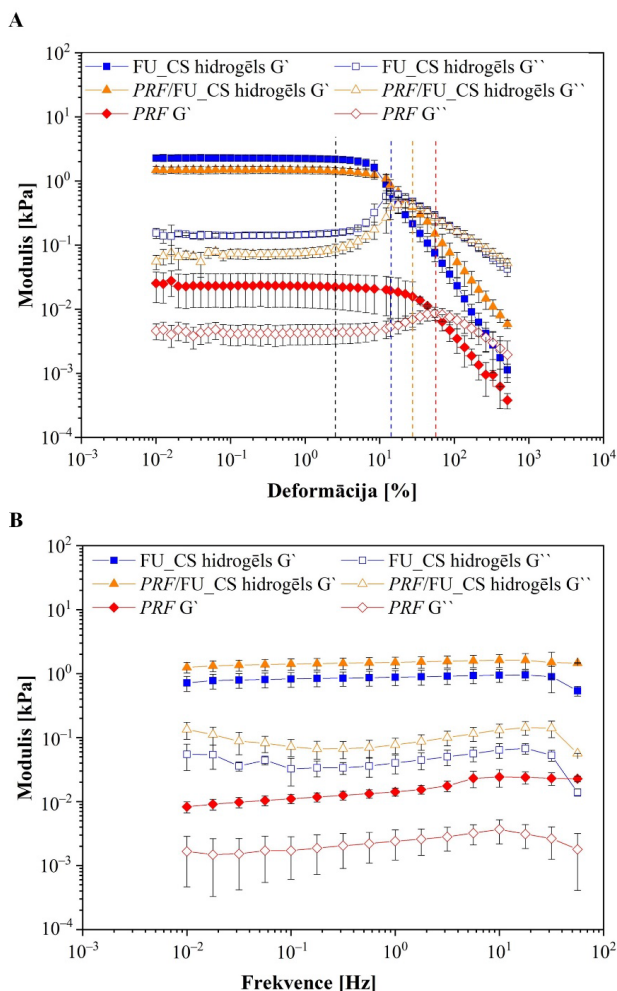 A
10²
FU_CS hidrogēls G` FU_CS hidrogēls G``
PRF/FU_CS hidrogēls G` PRF/FU_CS hidrogēls G``
PRF G` PRF G``
10¹
10⁰
10⁻¹
10⁻²
10⁻³
10⁻⁴
Modulis [kPa]
10⁻³ 10⁻² 10⁻¹ 10⁰ 10¹ 10² 10³ 10⁴
Deformācija [%]
B
10²
FU_CS hidrogēls G` FU_CS hidrogēls G``
PRF/FU_CS hidrogēls G` PRF/FU_CS hidrogēls G``
PRF G` PRF G``
10¹
10⁰
10⁻¹
10⁻²
10⁻³
10⁻⁴
Modulis [kPa]
10⁻³ 10⁻² 10⁻¹ 10⁰ 10¹ 10²
Frekvence [Hz]